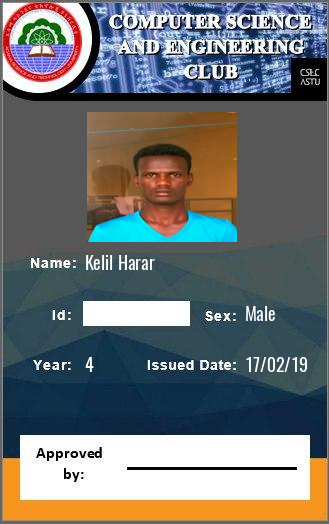 COMPUTER SCIENCE
AND ENGINEERING
CLUB
CSEC
ASTU
Name: Kelil Harar
Id:
Sex: Male
Year: 4
Issued Date: 17/02/19
Approved
by: